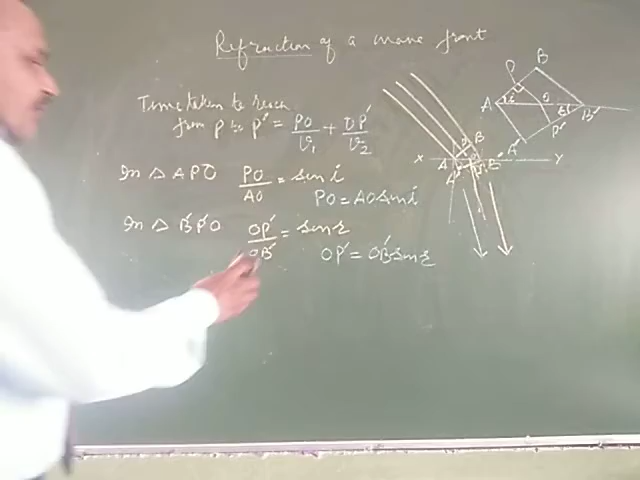 Refraction of a wave front
Time taken to reach
from P to P' = PO/v₁ + OP'/v₂
In △ APO PO/AO = sin i
PO = AO sin i
In △ B'P'O OP'/OB' = sin r
OP' = OB' sin r
P B
A i O r B'
P'
A'
B
X A B' Y
A'